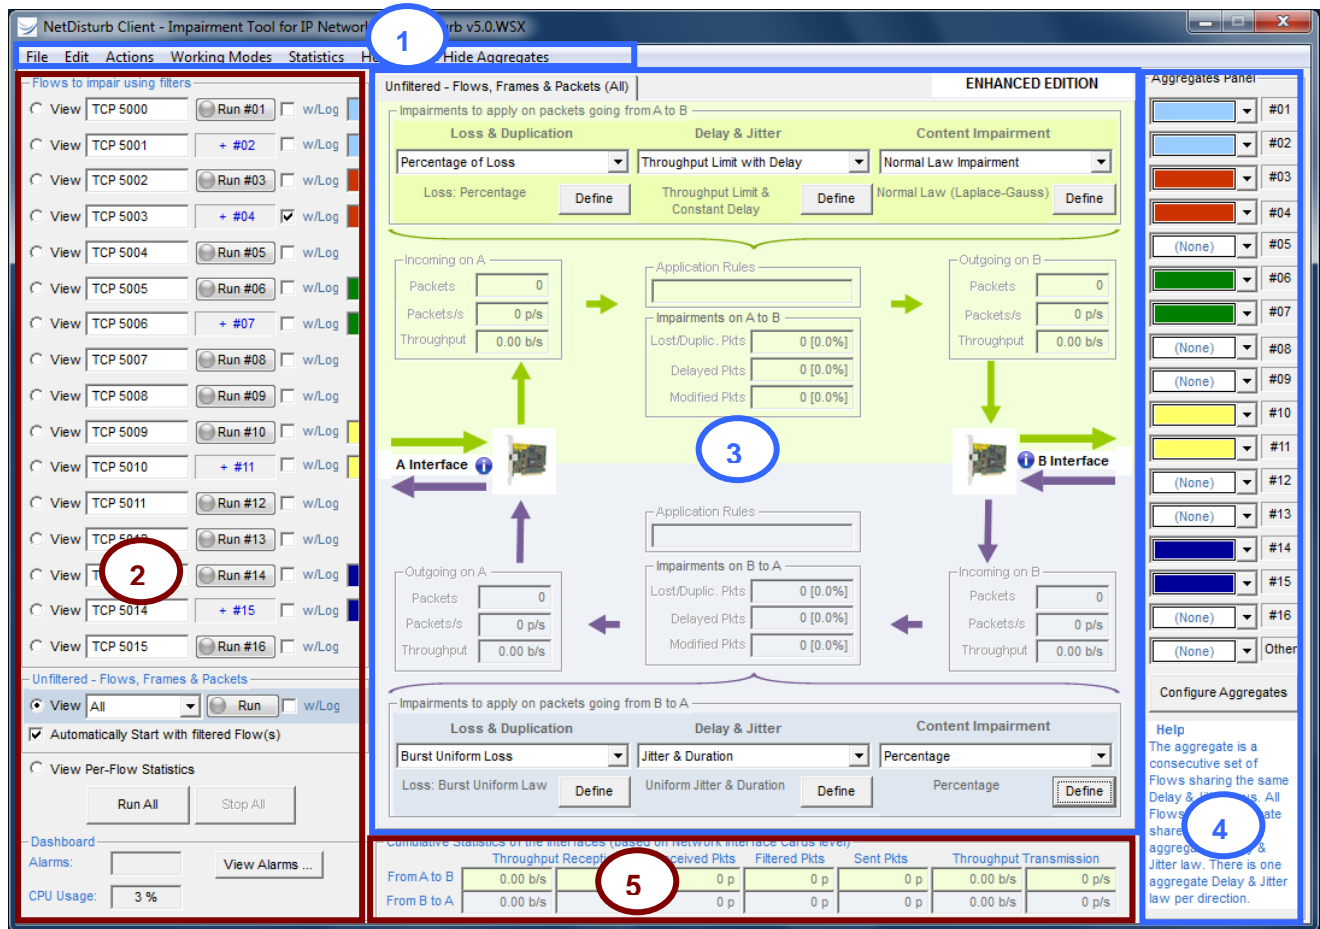 NetDisturb Client - Impairment Tool for IP Networ rb v5.0.WSX
1
File Edit Actions Working Modes Statistics Hide Aggregates
Flows to impair using filters
View TCP 5000 Run #01 w/Log
View TCP 5001 + #02 w/Log
View TCP 5002 Run #03 w/Log
View TCP 5003 + #04 w/Log
View TCP 5004 Run #05 w/Log
View TCP 5005 Run #06 w/Log
View TCP 5006 + #07 w/Log
View TCP 5007 Run #08 w/Log
View TCP 5008 Run #09 w/Log
View TCP 5009 Run #10 w/Log
View TCP 5010 + #11 w/Log
View TCP 5011 Run #12 w/Log
View Run #13 w/Log
View Run #14 w/Log
2
View TCP 5014 + #15 w/Log
View TCP 5015 Run #16 w/Log
Unfiltered - Flows, Frames & Packets
View All Run w/Log
Automatically Start with filtered Flow(s)
View Per-Flow Statistics
Run All Stop All
Dashboard
Alarms: View Alarms ...
CPU Usage: 3 %
Unfiltered - Flows, Frames & Packets (All)
ENHANCED EDITION
Impairments to apply on packets going from A to B
Loss & Duplication Delay & Jitter Content Impairment
Percentage of Loss Throughput Limit with Delay Normal Law Impairment
Loss: Percentage Define Throughput Limit & Constant Delay Define Normal Law (Laplace-Gauss) Define
Incoming on A
Packets 0
Packets/s 0 p/s
Throughput 0.00 b/s
Application Rules
Impairments on A to B
Lost/Duplic. Pkts 0 [0.0%]
Delayed Pkts 0 [0.0%]
Modified Pkts 0 [0.0%]
Outgoing on B
Packets 0
Packets/s 0 p/s
Throughput 0.00 b/s
A Interface
3
B Interface
Application Rules
Outgoing on A
Packets 0
Packets/s 0 p/s
Throughput 0.00 b/s
Impairments on B to A
Lost/Duplic. Pkts 0 [0.0%]
Delayed Pkts 0 [0.0%]
Modified Pkts 0 [0.0%]
Incoming on B
Packets 0
Packets/s 0 p/s
Throughput 0.00 b/s
Impairments to apply on packets going from B to A
Loss & Duplication Delay & Jitter Content Impairment
Burst Uniform Loss Jitter & Duration Percentage
Loss: Burst Uniform Law Define Uniform Jitter & Duration Define Percentage Define
Cumulative Statistics of the Interfaces (based on Network Interface Cards level)
Throughput Recepti ceived Pkts Filtered Pkts Sent Pkts Throughput Transmission
From A to B 0.00 b/s 0 p 0 p 0 p 0.00 b/s 0 p/s
From B to A 0.00 b/s 0 p 0 p 0 p 0.00 b/s 0 p/s
5
Aggregates Panel
#01
#02
#03
#04
(None) #05
#06
#07
(None) #08
(None) #09
#10
#11
(None) #12
(None) #13
#14
#15
(None) #16
(None) Other
Configure Aggregates
Help
The aggregate is a
consecutive set of
Flows sharing the same
Delay & All
Flows
share
aggrega &
Jitter law. There is one
aggregate Delay & Jitter
law per direction.
4